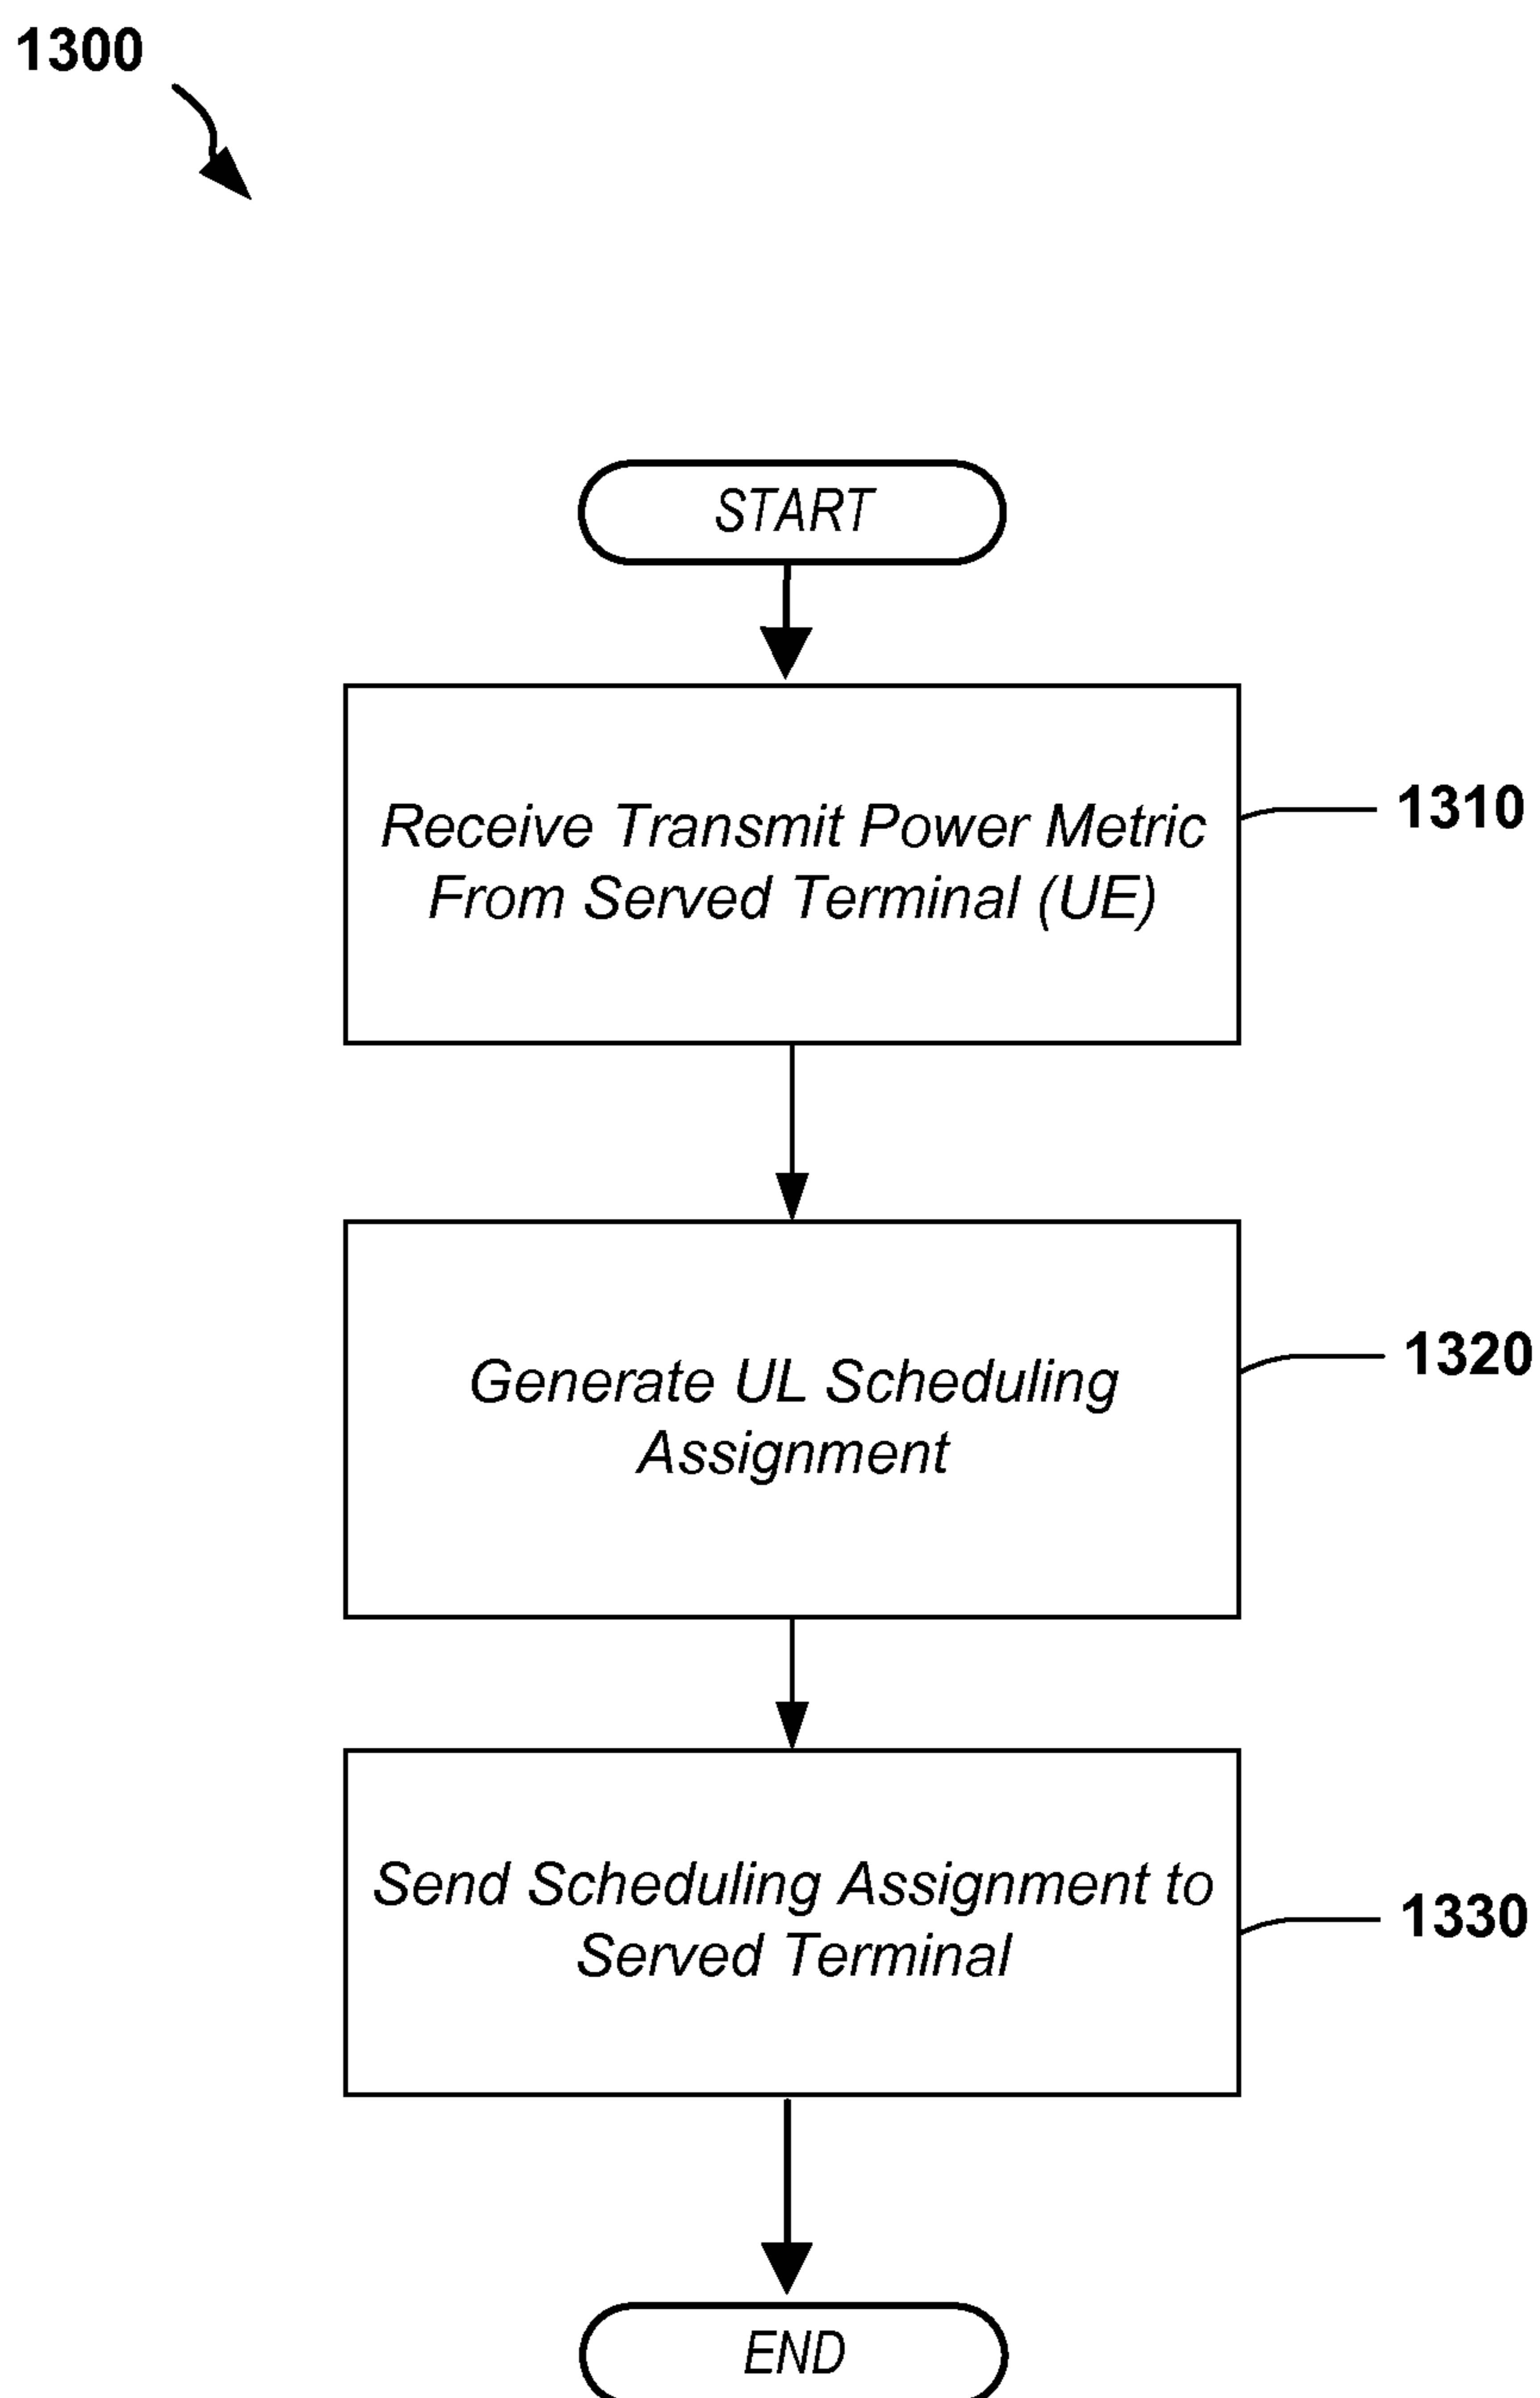 1300
START
Receive Transmit Power Metric
From Served Terminal (UE)
1310
Generate UL Scheduling
Assignment
1320
Send Scheduling Assignment to
Served Terminal
1330
END